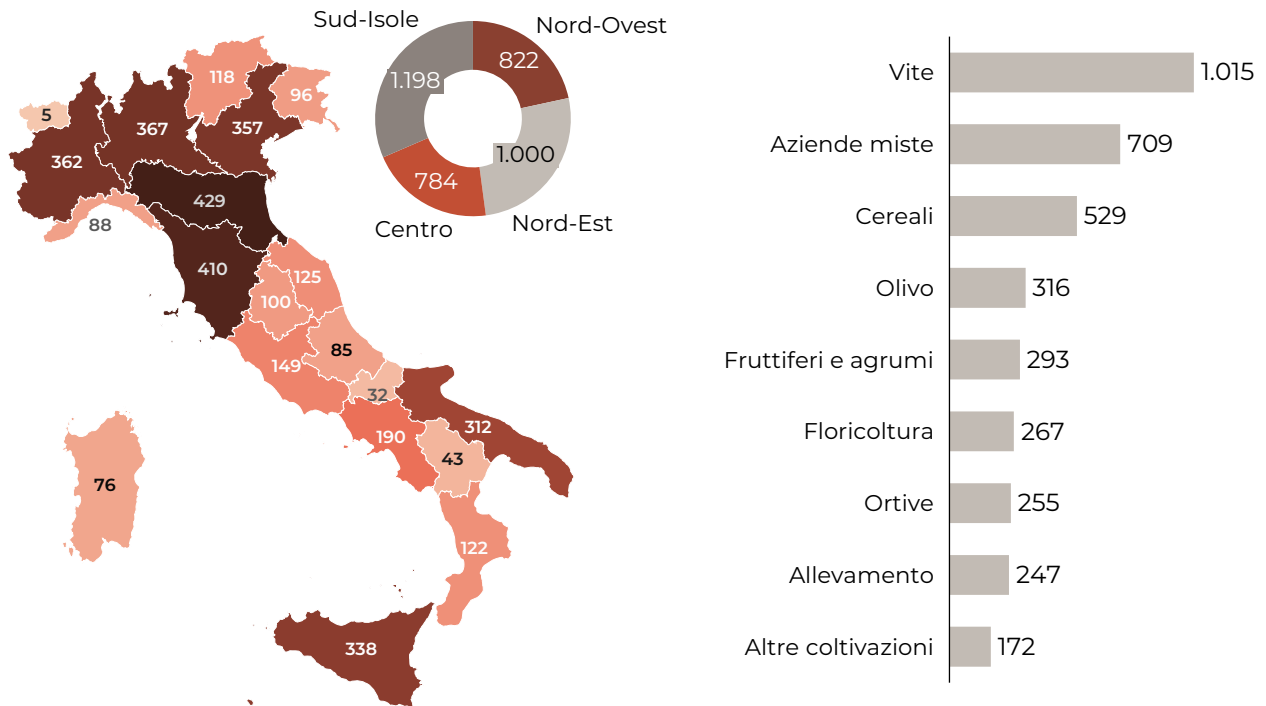 Sud-Isole
Nord-Ovest
822
1.198
1.000
784
Centro
Nord-Est
118
96
5
367
357
362
429
88
410
125
100
85
149
32
312
190
43
76
122
338
Vite 1.015
Aziende miste 709
Cereali 529
Olivo 316
Fruttiferi e agrumi 293
Floricoltura 267
Ortive 255
Allevamento 247
Altre coltivazioni 172